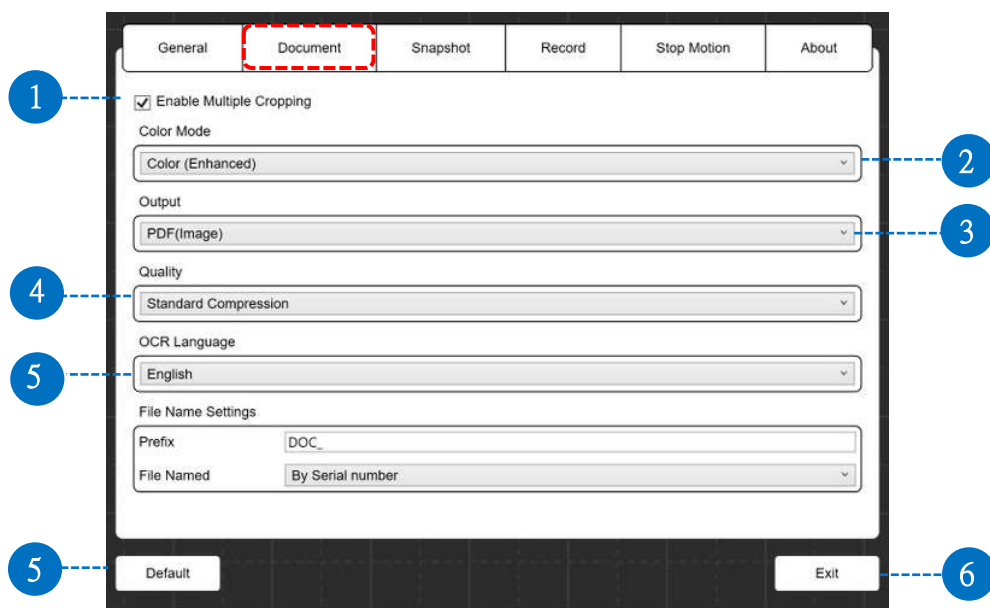 General Document Snapshot Record Stop Motion About
1 Enable Multiple Cropping
Color Mode
Color (Enhanced) 2
Output
PDF(Image) 3
Quality
4 Standard Compression
OCR Language
5 English
File Name Settings
Prefix DOC_
File Named By Serial number
5 Default Exit 6